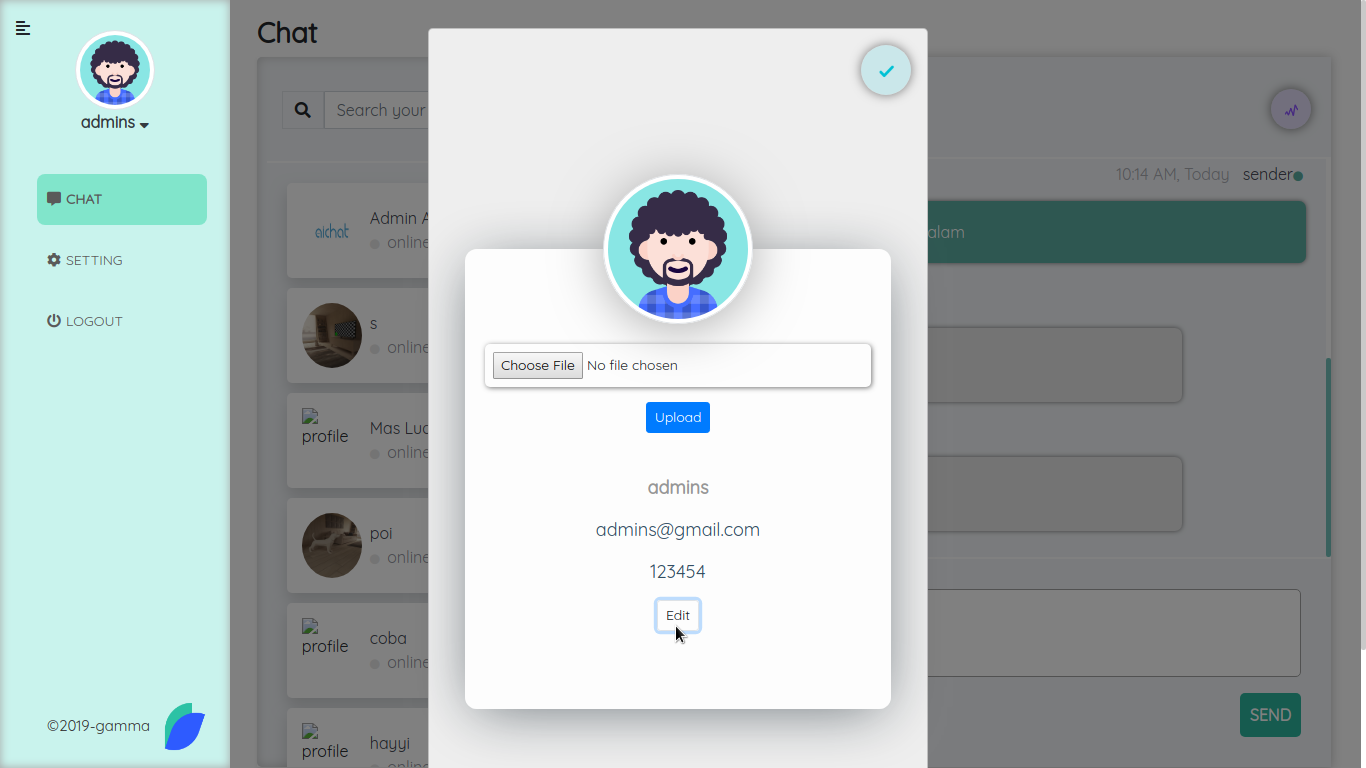 admins
CHAT
SETTING
LOGOUT
©2019-gamma
Chat
Search your
aichat
Admin A
online
s
online
profile
Mas Luc
online
poi
online
profile
coba
online
profile
hayyi
online
Choose File No file chosen
Upload
admins
admins@gmail.com
123454
Edit
10:14 AM, Today sender
alam
SEND